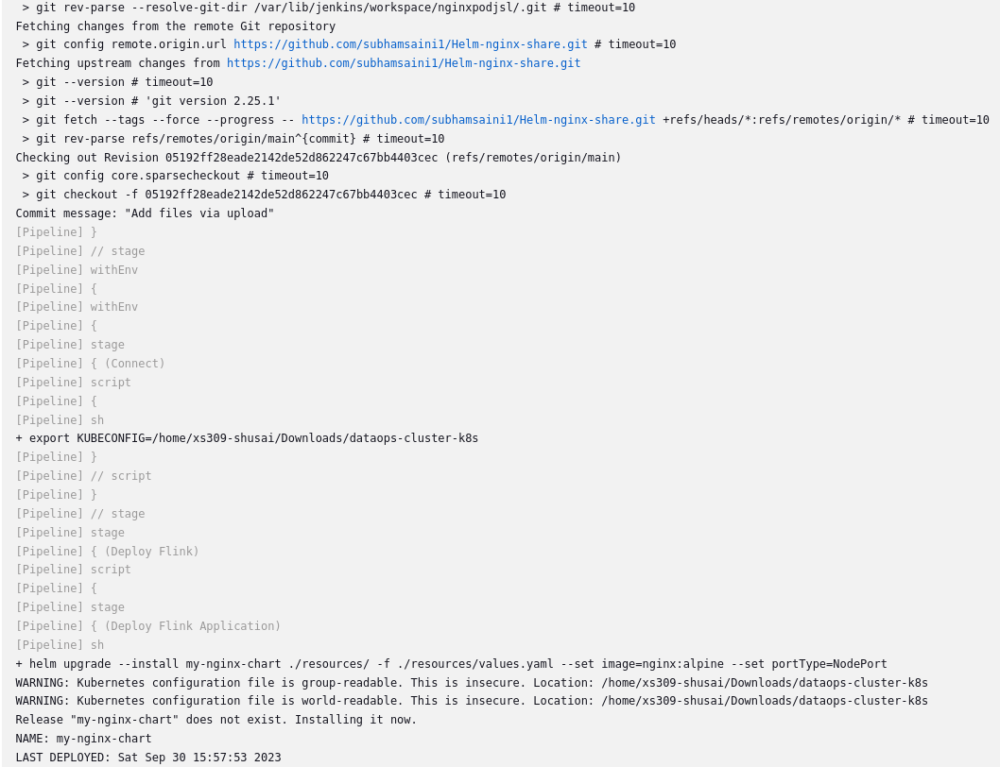 > git rev-parse --resolve-git-dir /var/lib/jenkins/workspace/nginxpodjsl/.git # timeout=10
Fetching changes from the remote Git repository
> git config remote.origin.url https://github.com/subhamsaini1/Helm-nginx-share.git # timeout=10
Fetching upstream changes from https://github.com/subhamsaini1/Helm-nginx-share.git
> git --version # timeout=10
> git --version # 'git version 2.25.1'
> git fetch --tags --force --progress -- https://github.com/subhamsaini1/Helm-nginx-share.git +refs/heads/*:refs/remotes/origin/* # timeout=10
> git rev-parse refs/remotes/origin/main^{commit} # timeout=10
Checking out Revision 05192ff28eade2142de52d862247c67bb4403cec (refs/remotes/origin/main)
> git config core.sparsecheckout # timeout=10
> git checkout -f 05192ff28eade2142de52d862247c67bb4403cec # timeout=10
Commit message: "Add files via upload"
[Pipeline] }
[Pipeline] // stage
[Pipeline] withEnv
[Pipeline] {
[Pipeline] withEnv
[Pipeline] {
[Pipeline] stage
[Pipeline] { (Connect)
[Pipeline] script
[Pipeline] {
[Pipeline] sh
+ export KUBECONFIG=/home/xs309-shusai/Downloads/dataops-cluster-k8s
[Pipeline] }
[Pipeline] // script
[Pipeline] }
[Pipeline] // stage
[Pipeline] stage
[Pipeline] { (Deploy Flink)
[Pipeline] script
[Pipeline] {
[Pipeline] stage
[Pipeline] { (Deploy Flink Application)
[Pipeline] sh
+ helm upgrade --install my-nginx-chart ./resources/ -f ./resources/values.yaml --set image=nginx:alpine --set portType=NodePort
WARNING: Kubernetes configuration file is group-readable. This is insecure. Location: /home/xs309-shusai/Downloads/dataops-cluster-k8s
WARNING: Kubernetes configuration file is world-readable. This is insecure. Location: /home/xs309-shusai/Downloads/dataops-cluster-k8s
Release "my-nginx-chart" does not exist. Installing it now.
NAME: my-nginx-chart
LAST DEPLOYED: Sat Sep 30 15:57:53 2023